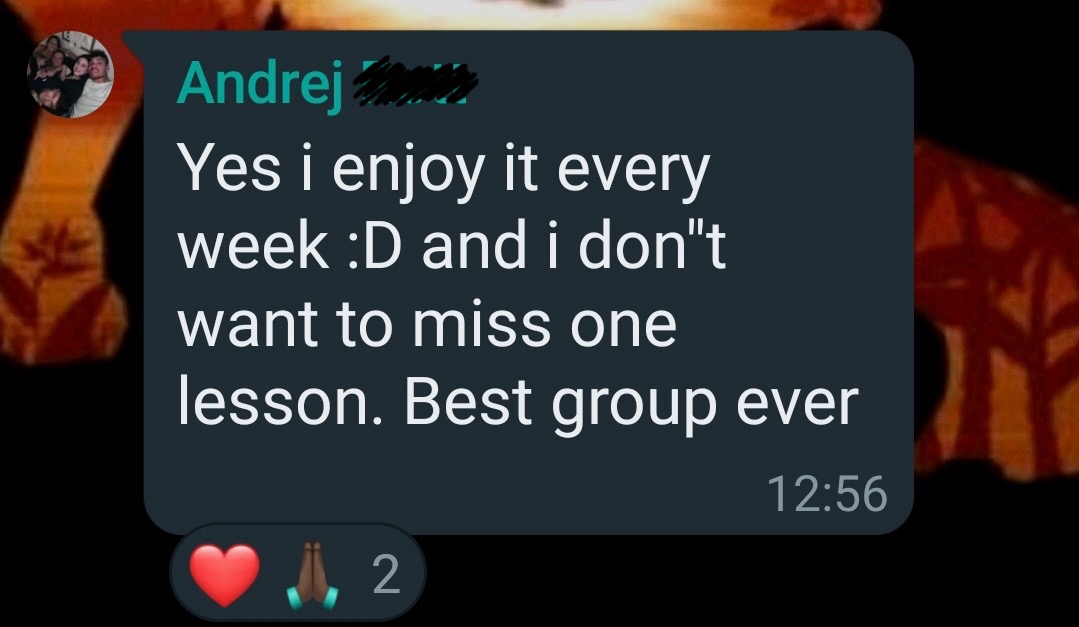 Andrej
Yes i enjoy it every
week :D and i don"t
want to miss one
lesson. Best group ever
12:56
❤️ 🙏🏿 2